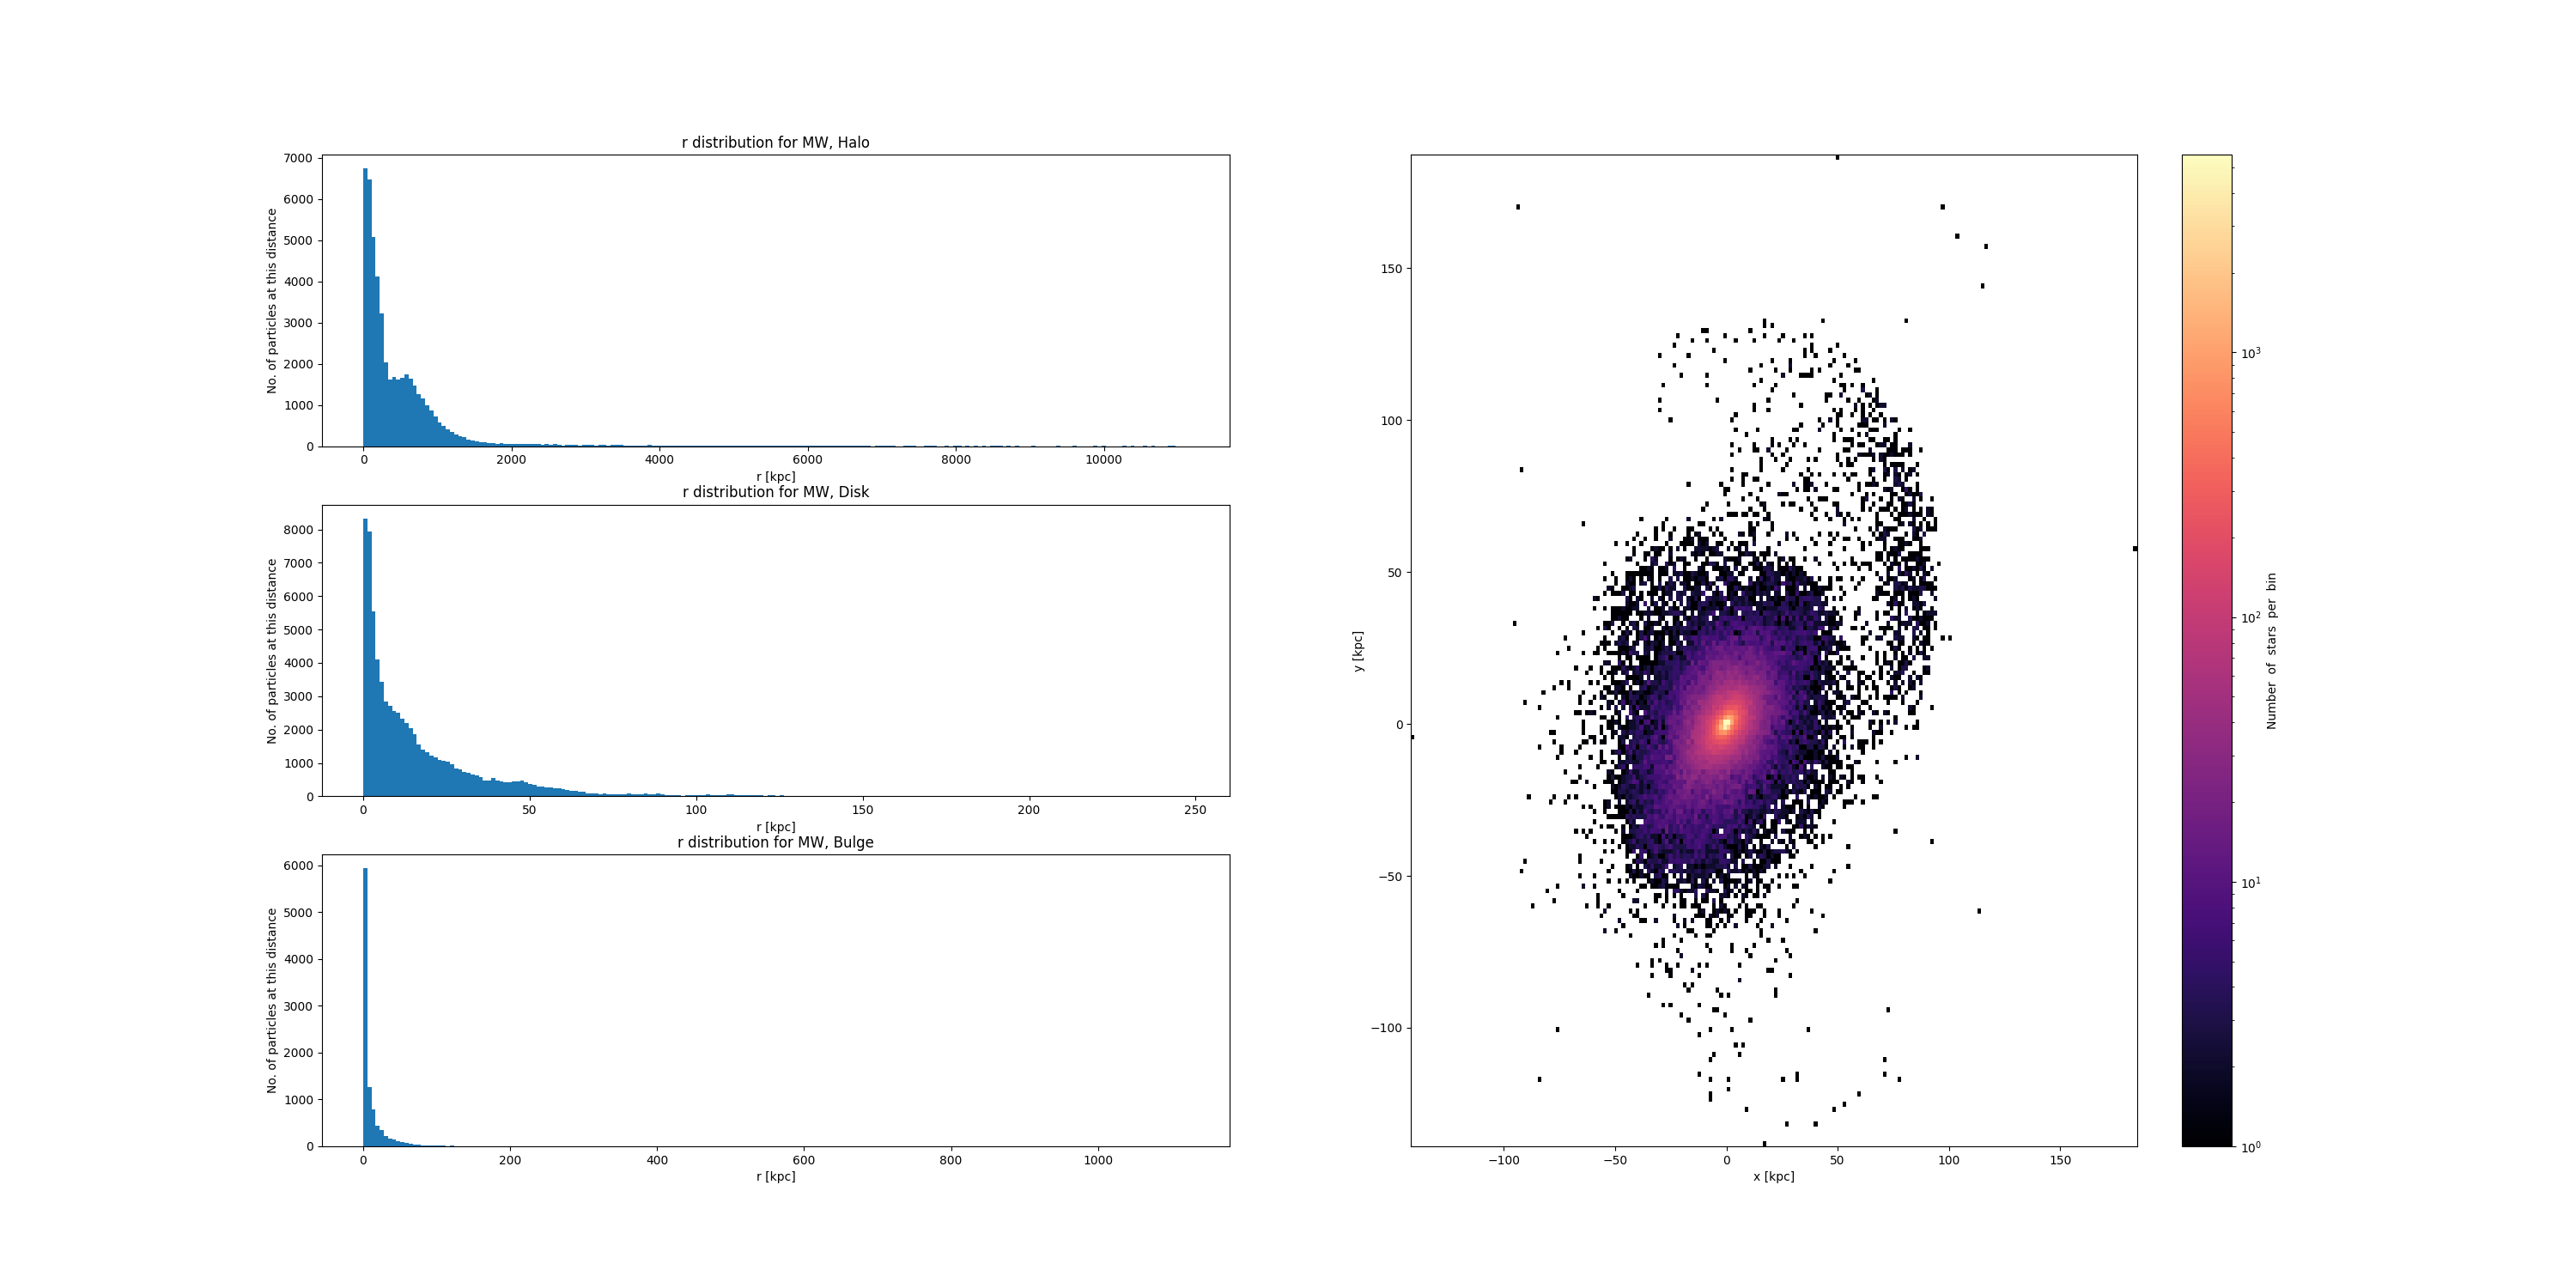 r distribution for MW, Halo
No. of particles at this distance
7000
6000
5000
4000
3000
2000
1000
0
0 2000 4000 6000 8000 10000
r [kpc]
r distribution for MW, Disk
No. of particles at this distance
8000
7000
6000
5000
4000
3000
2000
1000
0
0 50 100 150 200 250
r [kpc]
r distribution for MW, Bulge
No. of particles at this distance
6000
5000
4000
3000
2000
1000
0
0 200 400 600 800 1000
r [kpc]
y [kpc]
150
100
50
0
−50
−100
−100 −50 0 50 100 150
x [kpc]
10³
10²
10¹
10⁰
Number of stars per bin